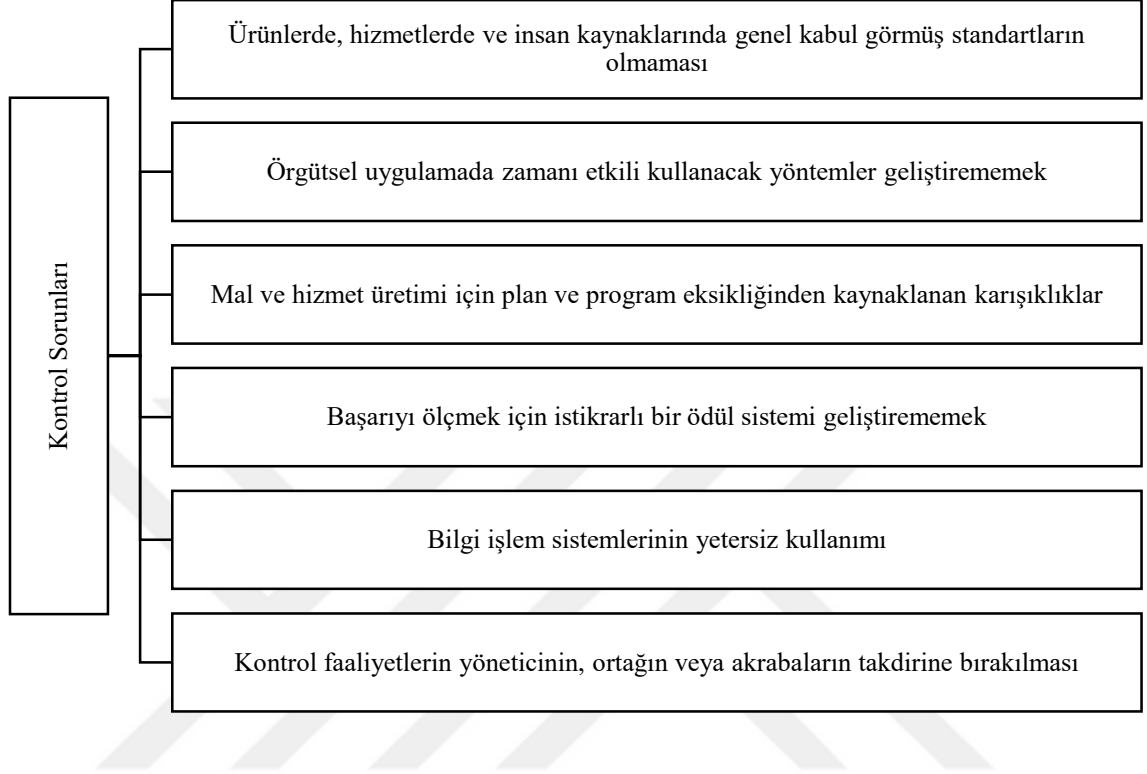 Kontrol Sorunları
Ürünlerde, hizmetlerde ve insan kaynaklarında genel kabul görmüş standartların
olmaması
Örgütsel uygulamada zamanı etkili kullanacak yöntemler geliştirememek
Mal ve hizmet üretimi için plan ve program eksikliğinden kaynaklanan karışıklıklar
Başarıyı ölçmek için istikrarlı bir ödül sistemi geliştirememek
Bilgi işlem sistemlerinin yetersiz kullanımı
Kontrol faaliyetlerin yöneticinin, ortağın veya akrabaların takdirine bırakılması